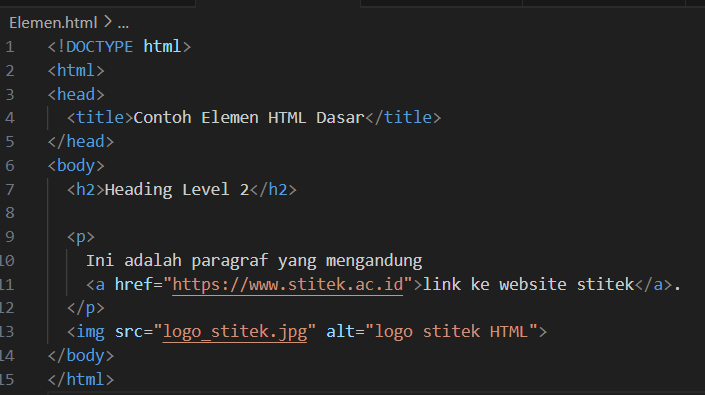 Elemen.html > ...
1 <!DOCTYPE html>
2 <html>
3 <head>
4 <title>Contoh Elemen HTML Dasar</title>
5 </head>
6 <body>
7 <h2>Heading Level 2</h2>
8
9 <p>
10 Ini adalah paragraf yang mengandung
11 <a href="https://www.stitek.ac.id">link ke website stitek</a>.
12 </p>
13 <img src="logo_stitek.jpg" alt="logo stitek HTML">
14 </body>
15 </html>